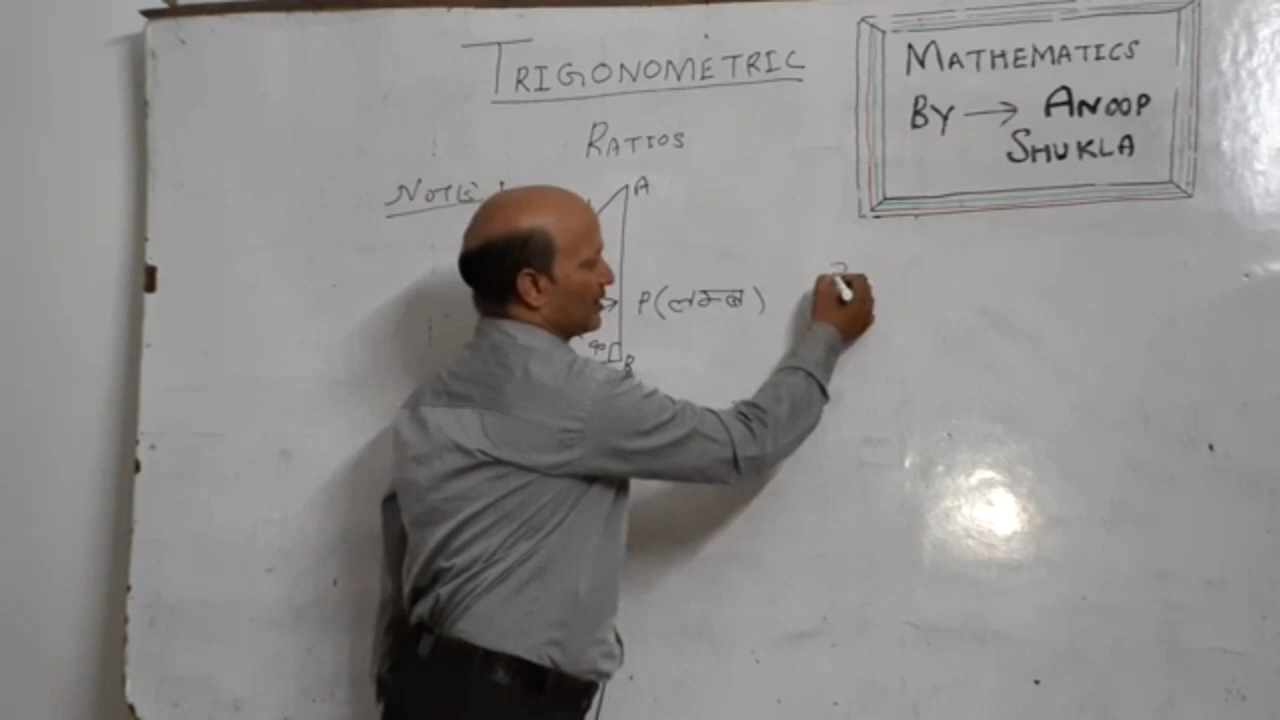 TRIGONOMETRIC
RATIOS
MATHEMATICS
BY → ANOOP
SHUKLA
NOTE
A
P(लम्ब)
90
B